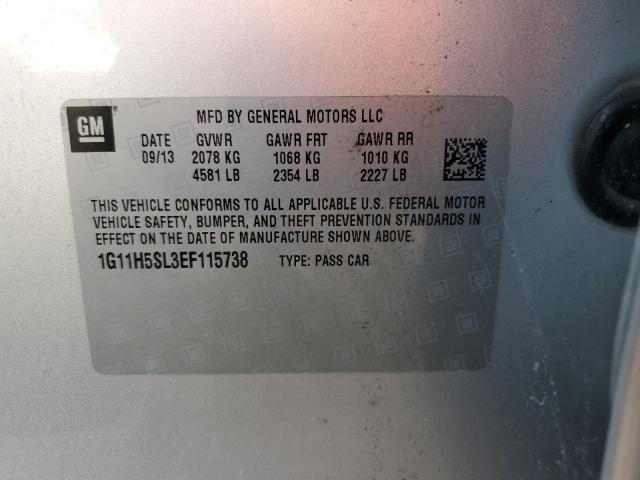 GM
MFD BY GENERAL MOTORS LLC
DATE GVWR GAWR FRT GAWR RR
09/13 2078 KG 1068 KG 1010 KG
4581 LB 2354 LB 2227 LB
THIS VEHICLE CONFORMS TO ALL APPLICABLE U.S. FEDERAL MOTOR
VEHICLE SAFETY, BUMPER, AND THEFT PREVENTION STANDARDS IN
EFFECT ON THE DATE OF MANUFACTURE SHOWN ABOVE.
1G11H5SL3EF115738 TYPE: PASS CAR